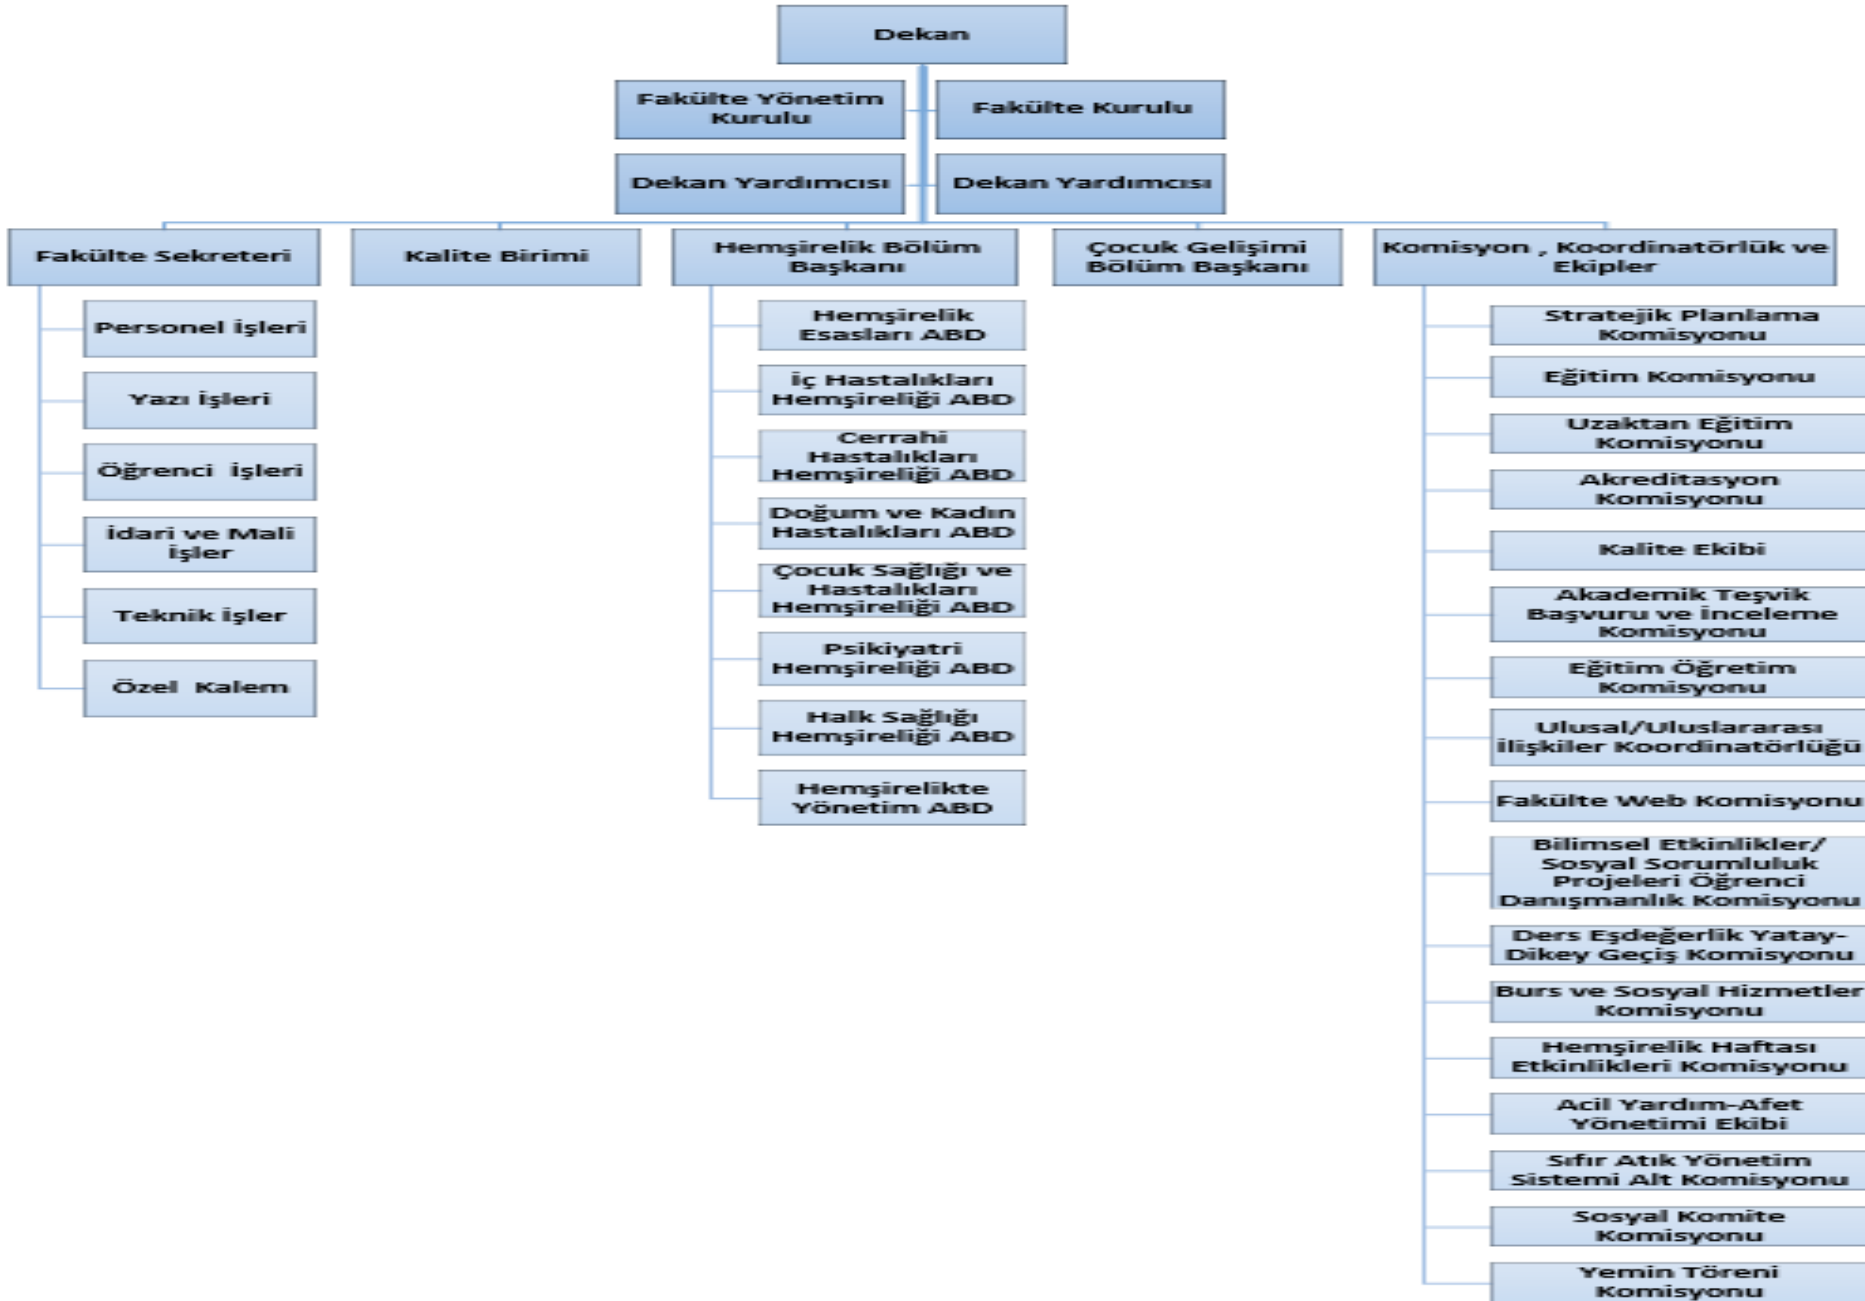 Dekan
Fakülte Yönetim
Kurulu
Fakülte Kurulu
Dekan Yardımcısı
Dekan Yardımcısı
Fakülte Sekreteri
Personel İşleri
Yazı İşleri
Öğrenci İşleri
İdari ve Mali
İşler
Teknik İşler
Özel Kalem
Kalite Birimi
Hemşirelik Bölüm
Başkanı
Hemşirelik
Esasları ABD
İç Hastalıkları
Hemşireliği ABD
Cerrahi
Hastalıkları
Hemşireliği ABD
Doğum ve Kadın
Hastalıkları ABD
Çocuk Sağlığı ve
Hastalıkları
Hemşireliği ABD
Psikiyatri
Hemşireliği ABD
Halk Sağlığı
Hemşireliği ABD
Hemşirelikte
Yönetim ABD
Çocuk Gelişimi
Bölüm Başkanı
Komisyon , Koordinatörlük ve
Ekipler
Stratejik Planlama
Komisyonu
Eğitim Komisyonu
Uzaktan Eğitim
Komisyonu
Akreditasyon
Komisyonu
Kalite Ekibi
Akademik Teşvik
Başvuru ve İnceleme
Komisyonu
Eğitim Öğretim
Komisyonu
Ulusal/Uluslararası
İlişkiler Koordinatörlüğü
Fakülte Web Komisyonu
Bilimsel Etkinlikler/
Sosyal Sorumluluk
Projeleri Öğrenci
Danışmanlık Komisyonu
Ders Eşdeğerlik Yatay-
Dikey Geçiş Komisyonu
Burs ve Sosyal Hizmetler
Komisyonu
Hemşirelik Haftası
Etkinlikleri Komisyonu
Acil Yardım-Afet
Yönetimi Ekibi
Sıfır Atık Yönetim
Sistemi Alt Komisyonu
Sosyal Komite
Komisyonu
Yemin Töreni
Komisyonu